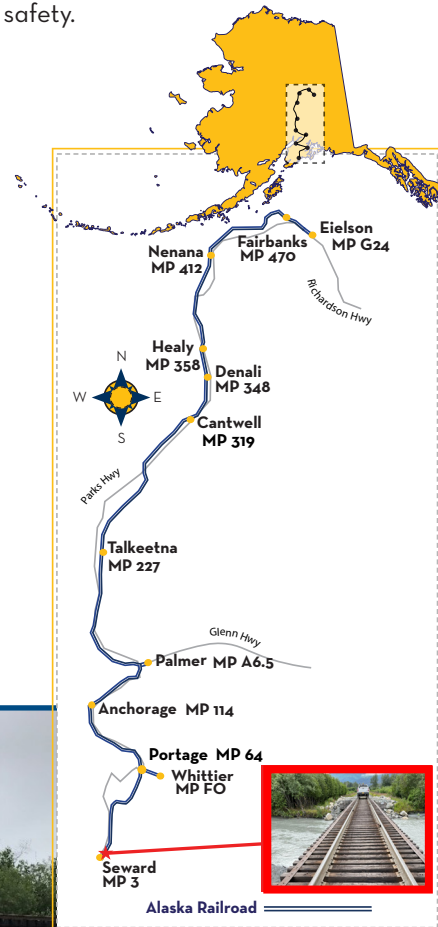 safety.
Eielson
MP G24
Fairbanks
MP 470
Nenana
MP 412
Richardson Hwy
Healy
MP 358
Denali
MP 348
N
W
E
S
Cantwell
MP 319
Parks Hwy
Talkeetna
MP 227
Glenn Hwy
Palmer MP A6.5
Anchorage MP 114
Portage MP 64
Whittier
MP F0
Seward
MP 3
Alaska Railroad